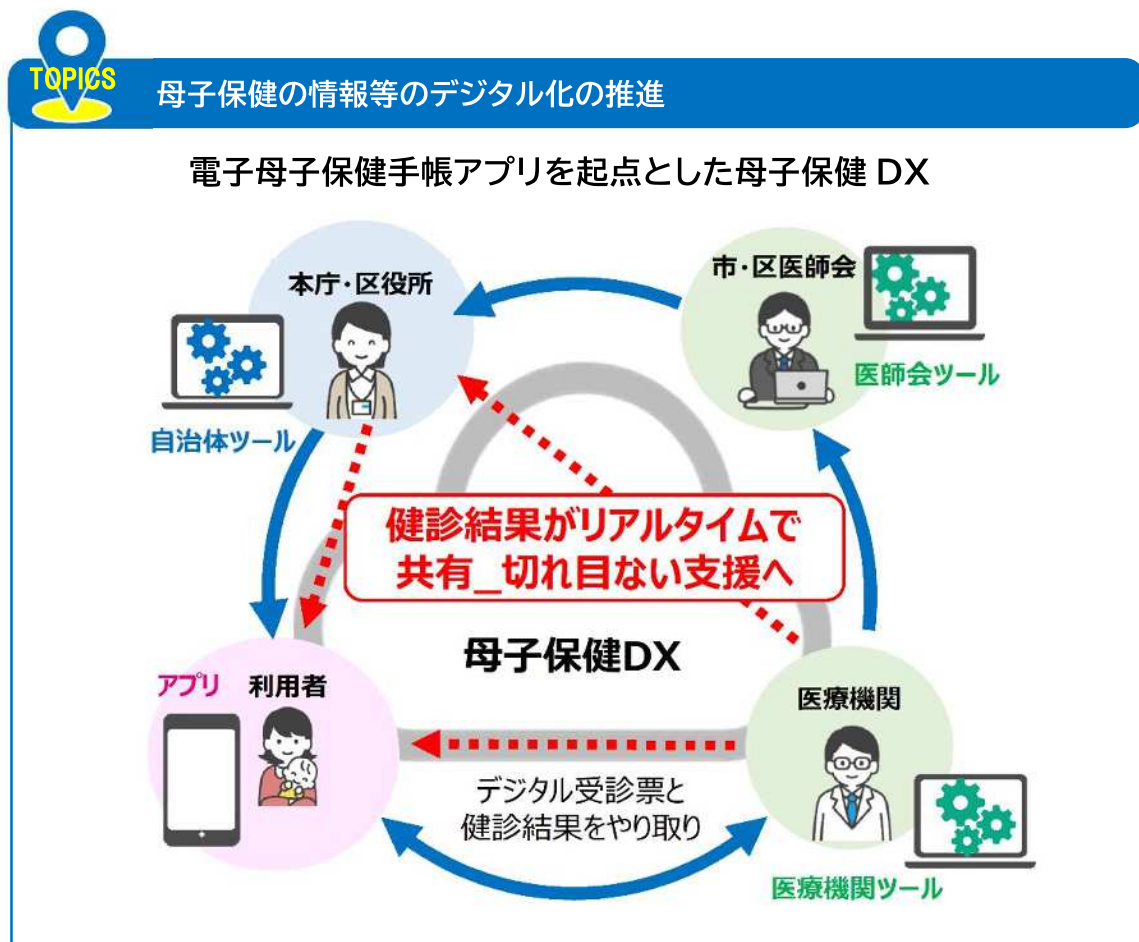 TOPICS
母子保健の情報等のデジタル化の推進
電子母子保健手帳アプリを起点とした母子保健 DX
本庁・区役所
市・区医師会
医師会ツール
自治体ツール
健診結果がリアルタイムで
共有_切れ目ない支援へ
母子保健DX
アプリ 利用者
医療機関
デジタル受診票と
健診結果をやり取り
医療機関ツール